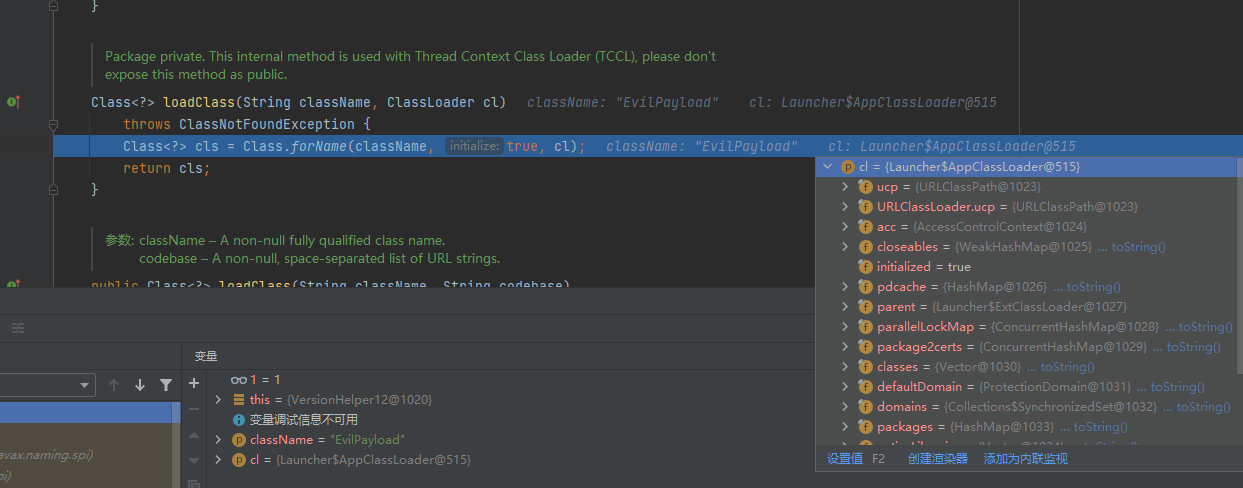 }
Package private. This internal method is used with Thread Context Class Loader (TCCL), please don't
expose this method as public.
Class<?> loadClass(String className, ClassLoader cl) className: "EvilPayload" cl: Launcher$AppClassLoader@515
throws ClassNotFoundException {
Class<?> cls = Class.forName(className, initialize: true, cl); className: "EvilPayload" cl: Launcher$AppClassLoader@515
return cls;
}
参数: className – A non-null fully qualified class name.
codebase – A non-null, space-separated list of URL strings.
public Class<?> loadClass(String className, String codebase)
cl = {Launcher$AppClassLoader@515}
ucp = {URLClassPath@1023}
URLClassLoader.ucp = {URLClassPath@1023}
acc = {AccessControlContext@1024}
closeables = {WeakHashMap@1025} ... toString()
initialized = true
pdcache = {HashMap@1026} ... toString()
parent = {Launcher$ExtClassLoader@1027}
parallelLockMap = {ConcurrentHashMap@1028} ... toString()
package2certs = {ConcurrentHashMap@1029} ... toString()
classes = {Vector@1030} ... toString()
defaultDomain = {ProtectionDomain@1031} ... toString()
domains = {Collections$SynchronizedSet@1032} ... toString()
packages = {HashMap@1033} ... toString()
设置值 F2 创建渲染器 添加为内联监视
变量
1 = 1
this = {VersionHelper12@1020}
变量调试信息不可用
className = "EvilPayload"
cl = {Launcher$AppClassLoader@515}
avax.naming.spi)
pi)